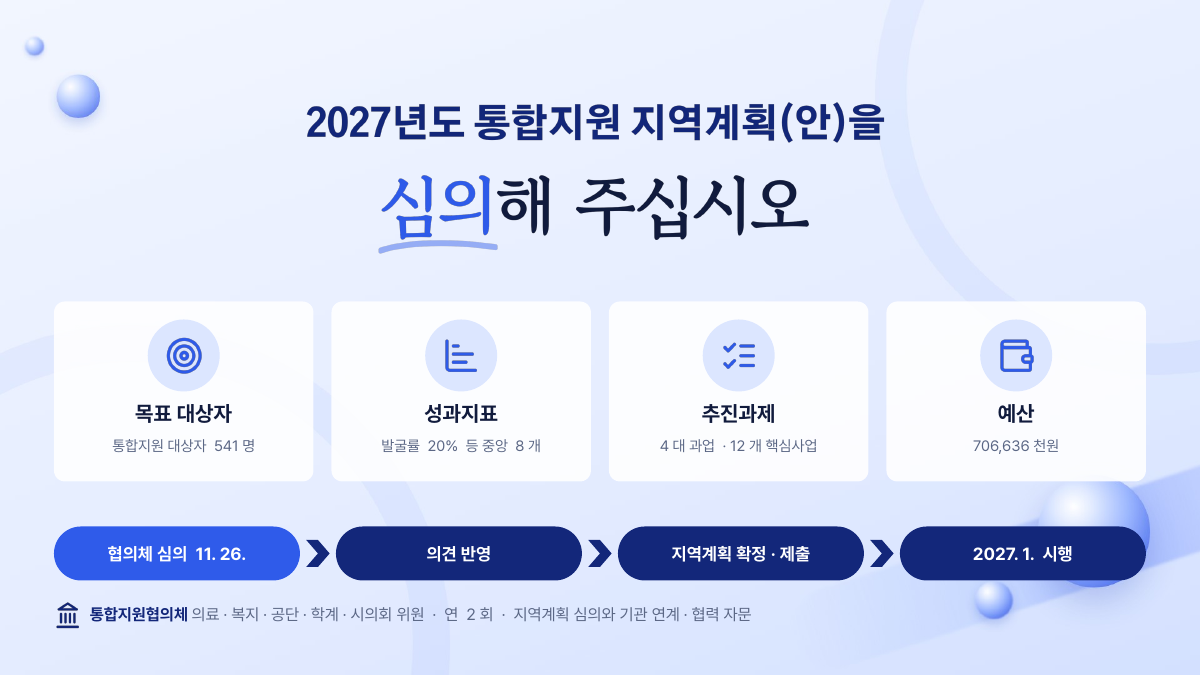 2027년도 통합지원 지역계획(안)을
심의해 주십시오
목표 대상자
통합지원 대상자 541 명
성과지표
발굴률 20% 등 중앙 8 개
추진과제
4 대 과업 · 12 개 핵심사업
예산
706,636 천원
협의체 심의 11. 26.
의견 반영
지역계획 확정 · 제출
2027. 1. 시행
통합지원협의체 의료 · 복지 · 공단 · 학계 · 시의회 위원 · 연 2 회 · 지역계획 심의와 기관 연계 · 협력 자문